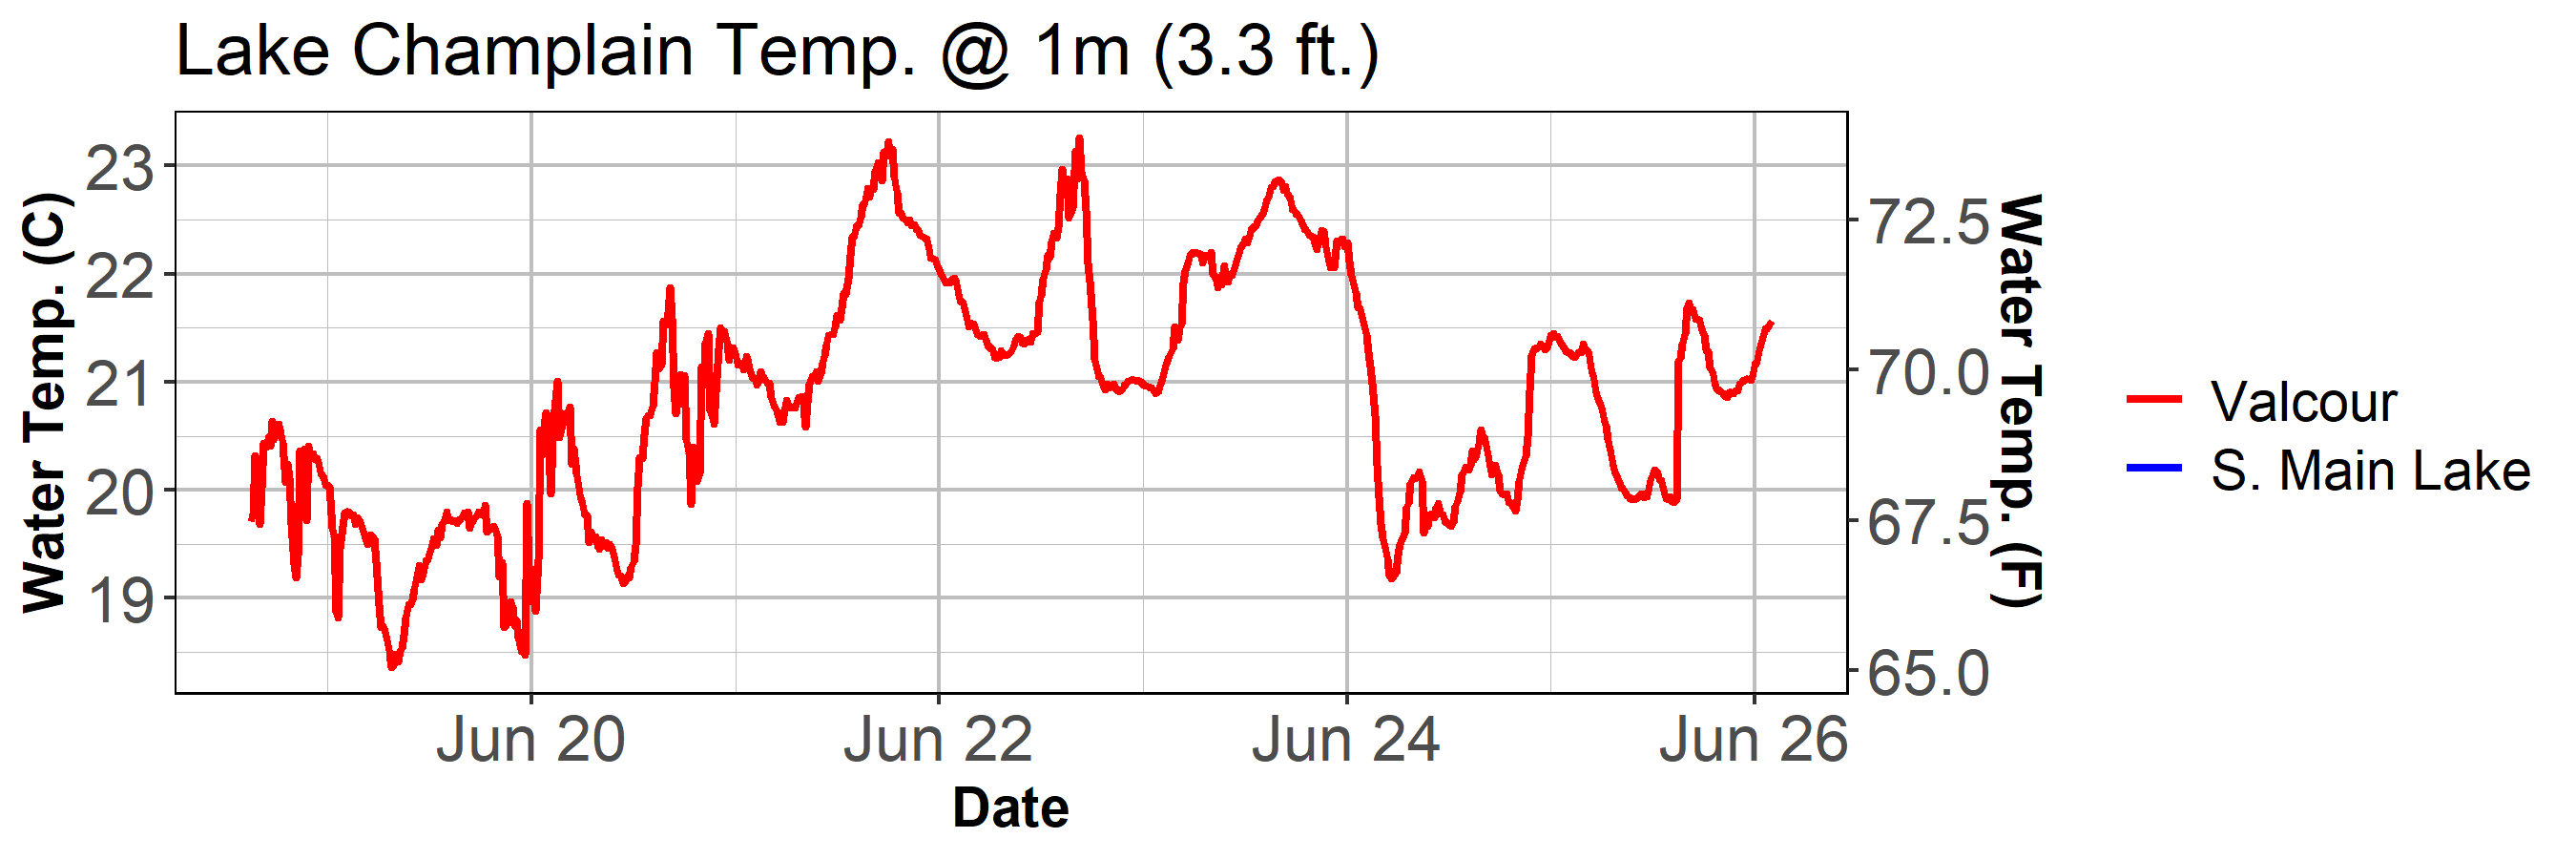 Lake Champlain Temp. @ 1m (3.3 ft.)
Water Temp. (C)
23
22
21
20
19
72.5
70.0
67.5
65.0
Water Temp. (F)
Jun 20
Jun 22
Jun 24
Jun 26
Date
Valcour
S. Main Lake